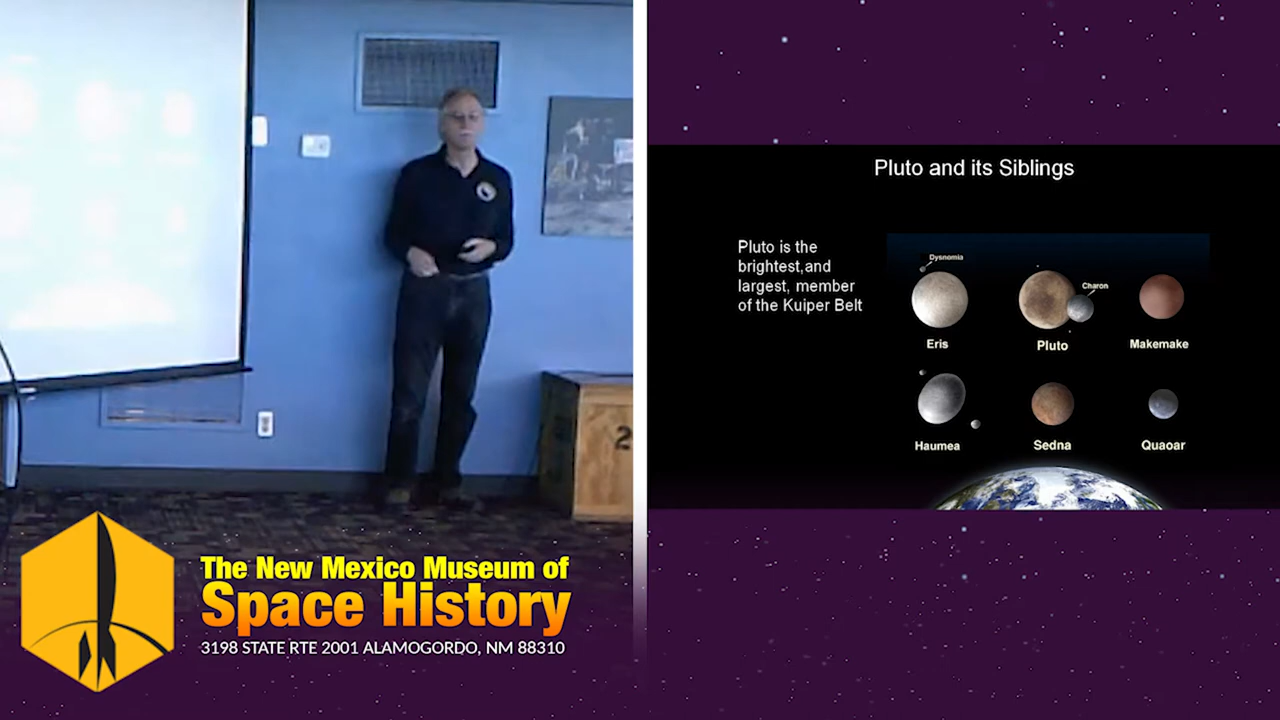 Pluto and its Siblings
Pluto is the
brightest,and
largest, member
of the Kuiper Belt
Dysnomia
Charon
Eris
Pluto
Makemake
Haumea
Sedna
Quaoar
2
The New Mexico Museum of
Space History
3198 STATE RTE 2001 ALAMOGORDO, NM 88310